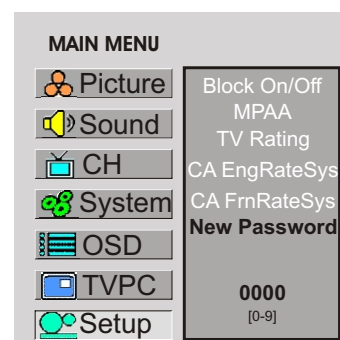 MAIN MENU
Picture
Sound
CH
System
OSD
TVPC
Setup
Block On/Off
MPAA
TV Rating
CA EngRateSys
CA FrnRateSys
New Password
0000
[0-9]